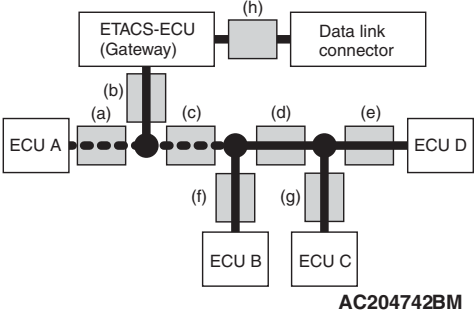 (h)
ETACS-ECU
(Gateway)
Data link
connector
(b)
(a)
(c)
(d)
(e)
ECU A
ECU D
(f)
(g)
ECU B
ECU C
AC204742BM